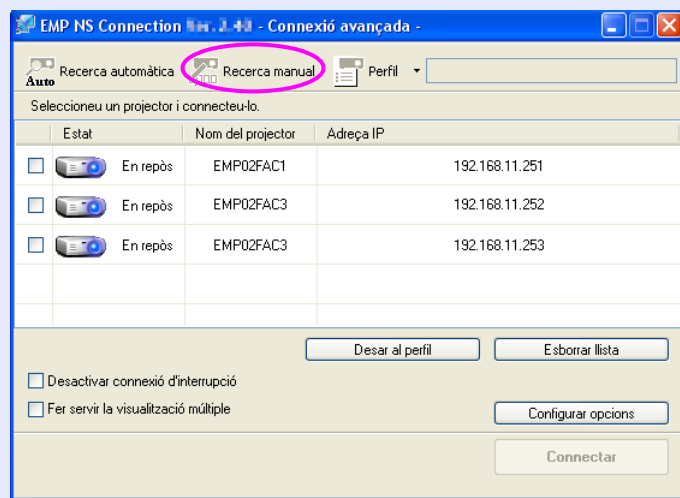 EMP NS Connection - Connexió avançada -
Auto Recerca automàtica Recerca manual Perfil
Seleccioneu un projector i connecteu-lo.
Estat Nom del projector Adreça IP
En repòs EMP02FAC1 192.168.11.251
En repòs EMP02FAC3 192.168.11.252
En repòs EMP02FAC3 192.168.11.253
Desar al perfil Esborrar llista
Desactivar connexió d'interrupció
Fer servir la visualització múltiple
Configurar opcions
Connectar